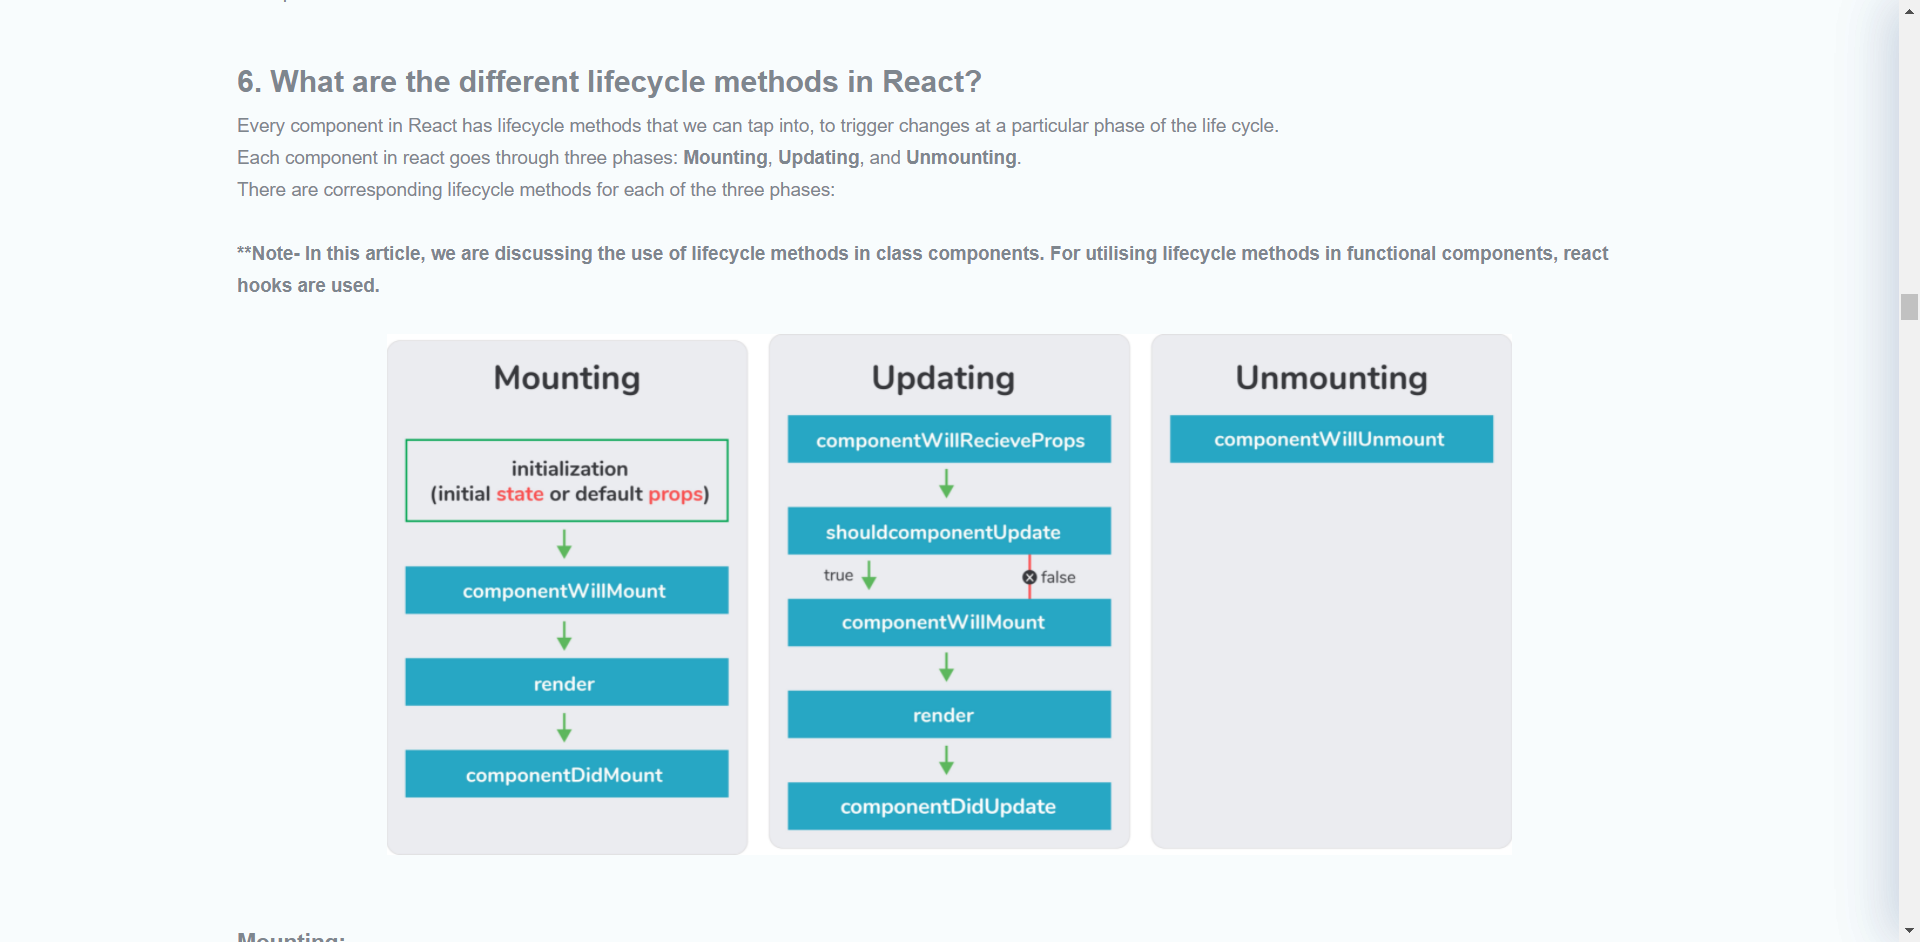 6. What are the different lifecycle methods in React?
Every component in React has lifecycle methods that we can tap into, to trigger changes at a particular phase of the life cycle.
Each component in react goes through three phases: Mounting, Updating, and Unmounting.
There are corresponding lifecycle methods for each of the three phases:
**Note- In this article, we are discussing the use of lifecycle methods in class components. For utilising lifecycle methods in functional components, react
hooks are used.
Mounting
initialization
(initial state or default props)
componentWillMount
render
componentDidMount
Updating
componentWillRecieveProps
shouldcomponentUpdate
true
false
componentWillMount
render
componentDidUpdate
Unmounting
componentWillUnmount
Mounting: